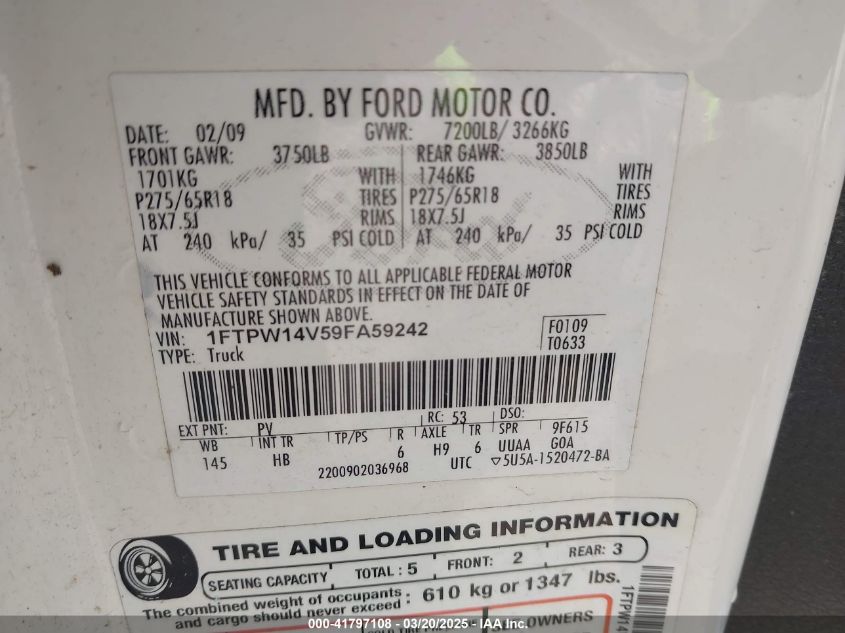 MFD. BY FORD MOTOR CO.
DATE: 02/09 GVWR: 7200LB/ 3266KG
FRONT GAWR: 3750LB REAR GAWR: 3850LB
1701KG WITH 1746KG WITH
P275/65R18 TIRES P275/65R18 TIRES
18X7.5J RIMS 18X7.5J RIMS
AT 240 kPa/ 35 PSI COLD AT 240 kPa/ 35 PSI COLD
THIS VEHICLE CONFORMS TO ALL APPLICABLE FEDERAL MOTOR
VEHICLE SAFETY STANDARDS IN EFFECT ON THE DATE OF
MANUFACTURE SHOWN ABOVE.
VIN: 1FTPW14V59FA59242 F0109
TYPE: Truck T0633
EXT PNT: PV RC: 53 DSO:
WB INT TR TP/PS R AXLE TR SPR 9F615
145 HB 6 H9 6 UUAA G0A
2200902036968 UTC ▽5U5A-1520472-BA
TIRE AND LOADING INFORMATION
SEATING CAPACITY TOTAL : 5 FRONT: 2 REAR: 3
The combined weight of occupants and cargo should never exceed : 610 kg or 1347 lbs.
OWNERS
1FTPW14
000-41797108 - 03/20/2025 - IAA Inc.